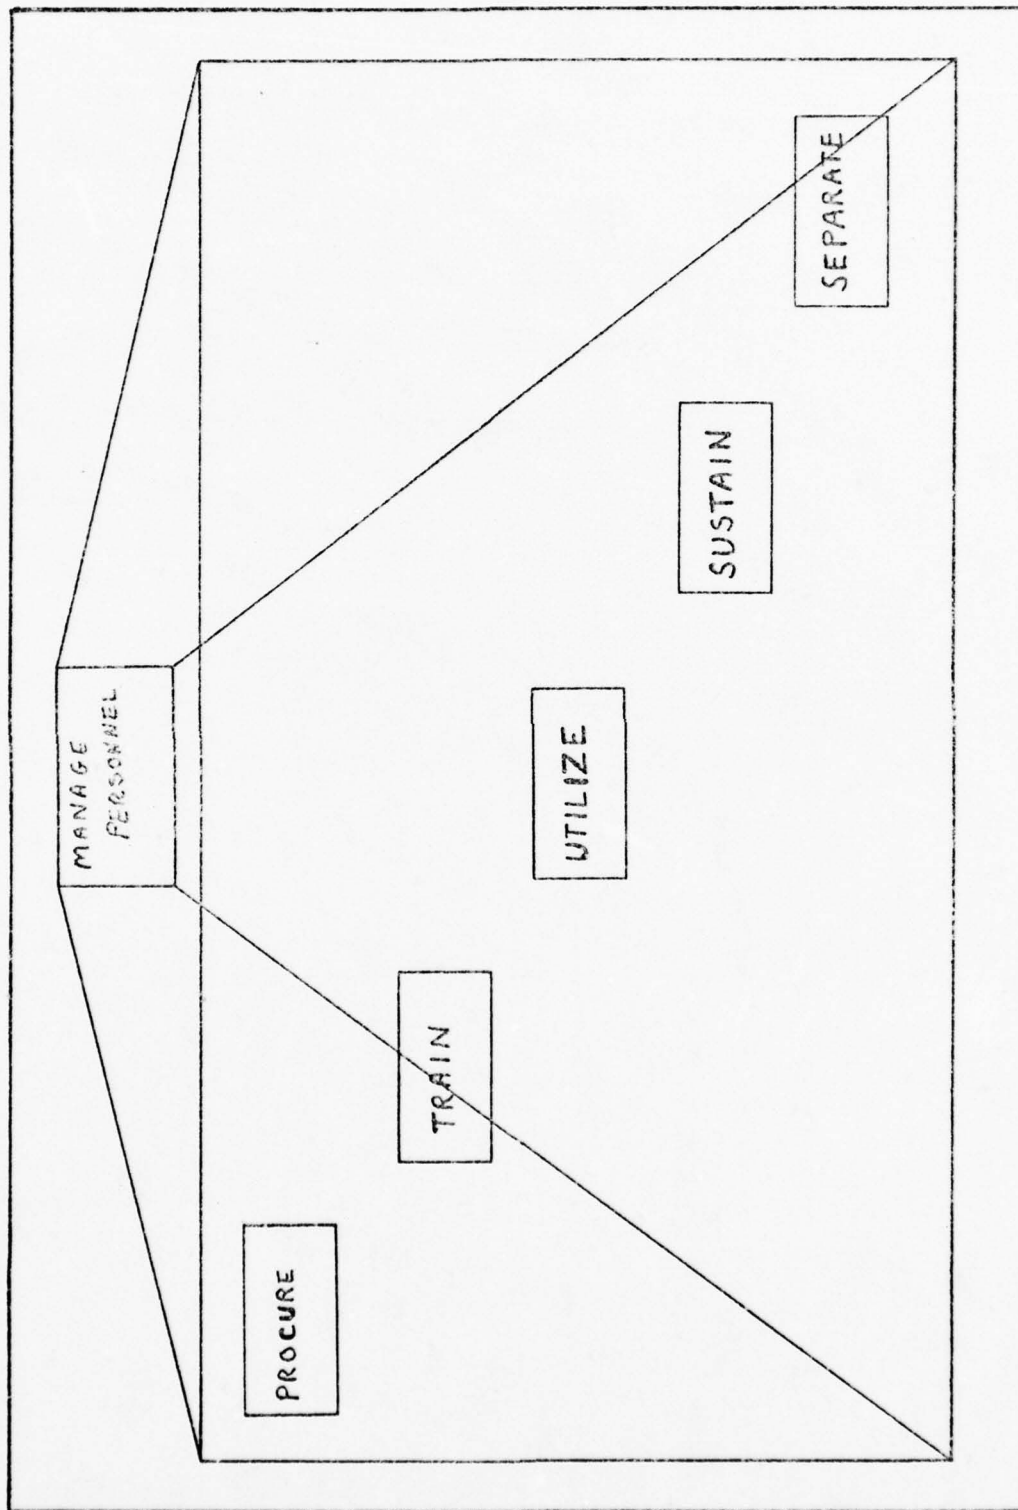 MANAGE
PERSONNEL
PROCURE
TRAIN
UTILIZE
SUSTAIN
SEPARATE